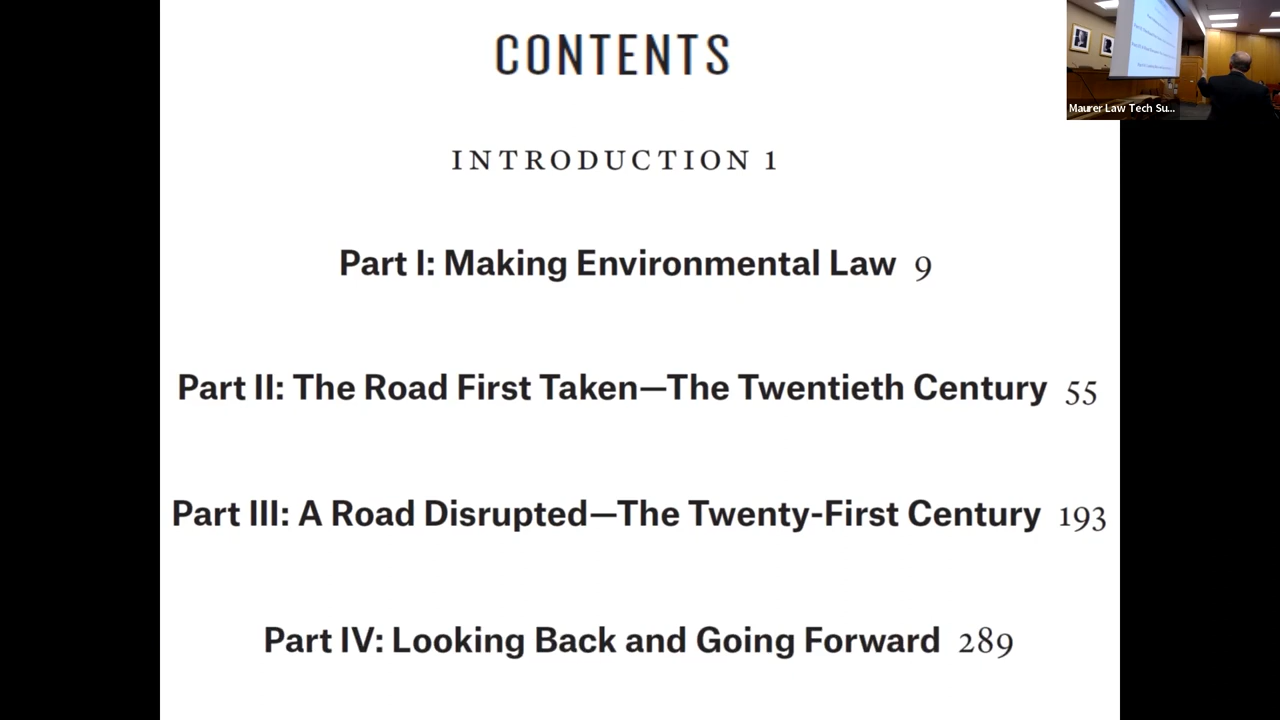 CONTENTS
INTRODUCTION 1
Part I: Making Environmental Law 9
Part II: The Road First Taken—The Twentieth Century 55
Part III: A Road Disrupted—The Twenty-First Century 193
Part IV: Looking Back and Going Forward 289
Maurer Law Tech Su...